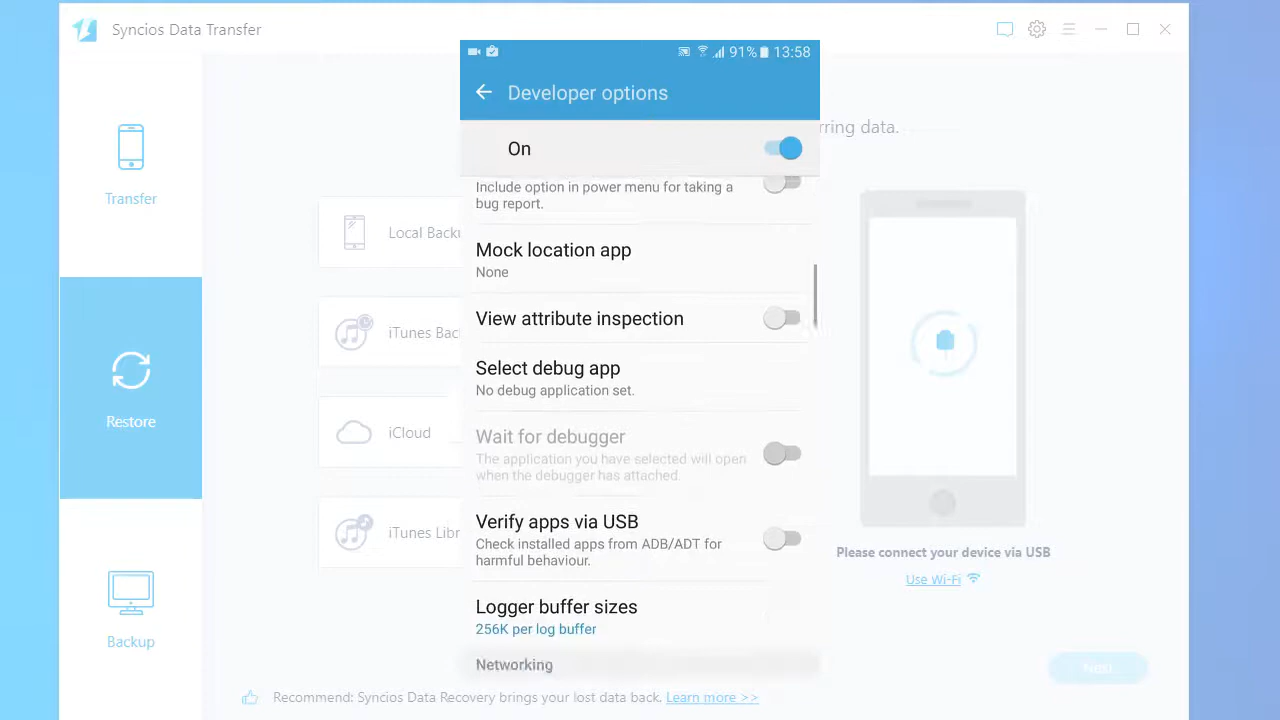 Syncios Data Transfer
91% 13:58
Developer options
On
rring data.
Include option in power menu for taking a
bug report.
Transfer
Local Backu
Mock location app
None
View attribute inspection
iTunes Bac
Select debug app
No debug application set.
Restore
iCloud
Wait for debugger
The application you have selected will open
when the debugger has attached.
Verify apps via USB
iTunes Libr
Check installed apps from ADB/ADT for
harmful behaviour.
Please connect your device via USB
Use Wi-Fi
Logger buffer sizes
256K per log buffer
Backup
Networking
Next
Recommend: Syncios Data Recovery brings your lost data back. Learn more >>